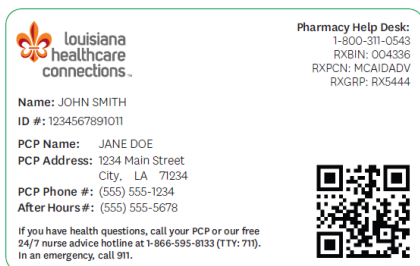 louisiana
healthcare
connections™
Pharmacy Help Desk:
1-800-311-0543
RXBIN: 004336
RXPCN: MCAIDADV
RXGRP: RX5444
Name: JOHN SMITH
ID #: 1234567891011
PCP Name: JANE DOE
PCP Address: 1234 Main Street
City, LA 71234
PCP Phone #: (555) 555-1234
After Hours #: (555) 555-5678
If you have health questions, call your PCP or our free
24/7 nurse advice hotline at 1-866-595-8133 (TTY: 711).
In an emergency, call 911.